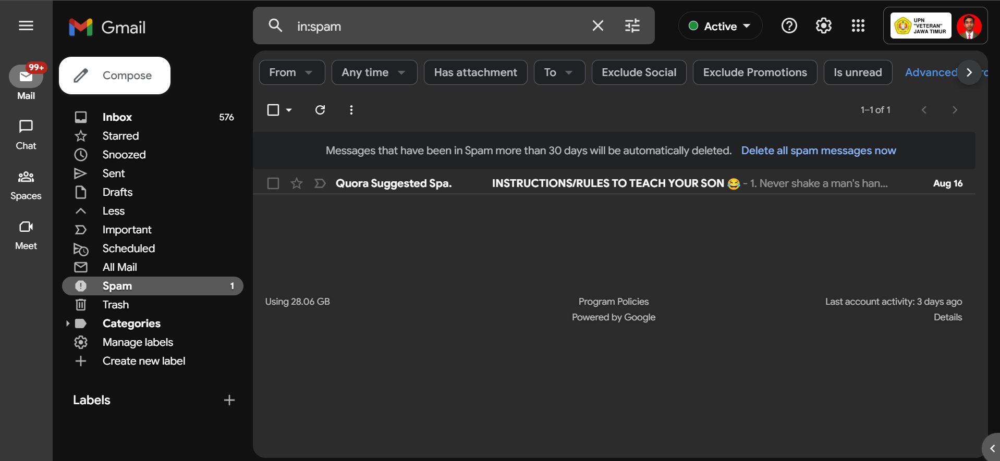 Gmail
in:spam
Active
UPN
"VETERAN"
JAWA TIMUR
99+
Mail
Chat
Spaces
Meet
Compose
Inbox 576
Starred
Snoozed
Sent
Drafts
Less
Important
Scheduled
All Mail
Spam 1
Trash
Categories
Manage labels
Create new label
Labels
From Any time Has attachment To Exclude Social Exclude Promotions Is unread Advanced
1–1 of 1
Messages that have been in Spam more than 30 days will be automatically deleted. Delete all spam messages now
Quora Suggested Spa. INSTRUCTIONS/RULES TO TEACH YOUR SON 😂 - 1. Never shake a man's han... Aug 16
Using 28.06 GB
Program Policies
Powered by Google
Last account activity: 3 days ago
Details